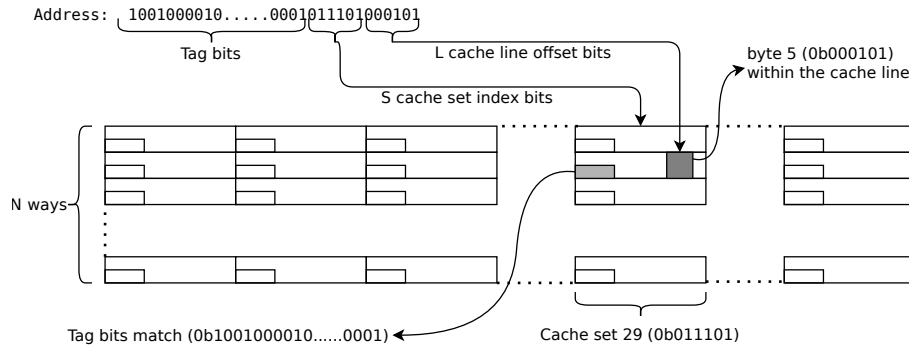 Address: 1001000010.....0001011101000101
Tag bits
L cache line offset bits
byte 5 (0b000101)
within the cache line
S cache set index bits
N ways
Tag bits match (0b1001000010......0001)
Cache set 29 (0b011101)